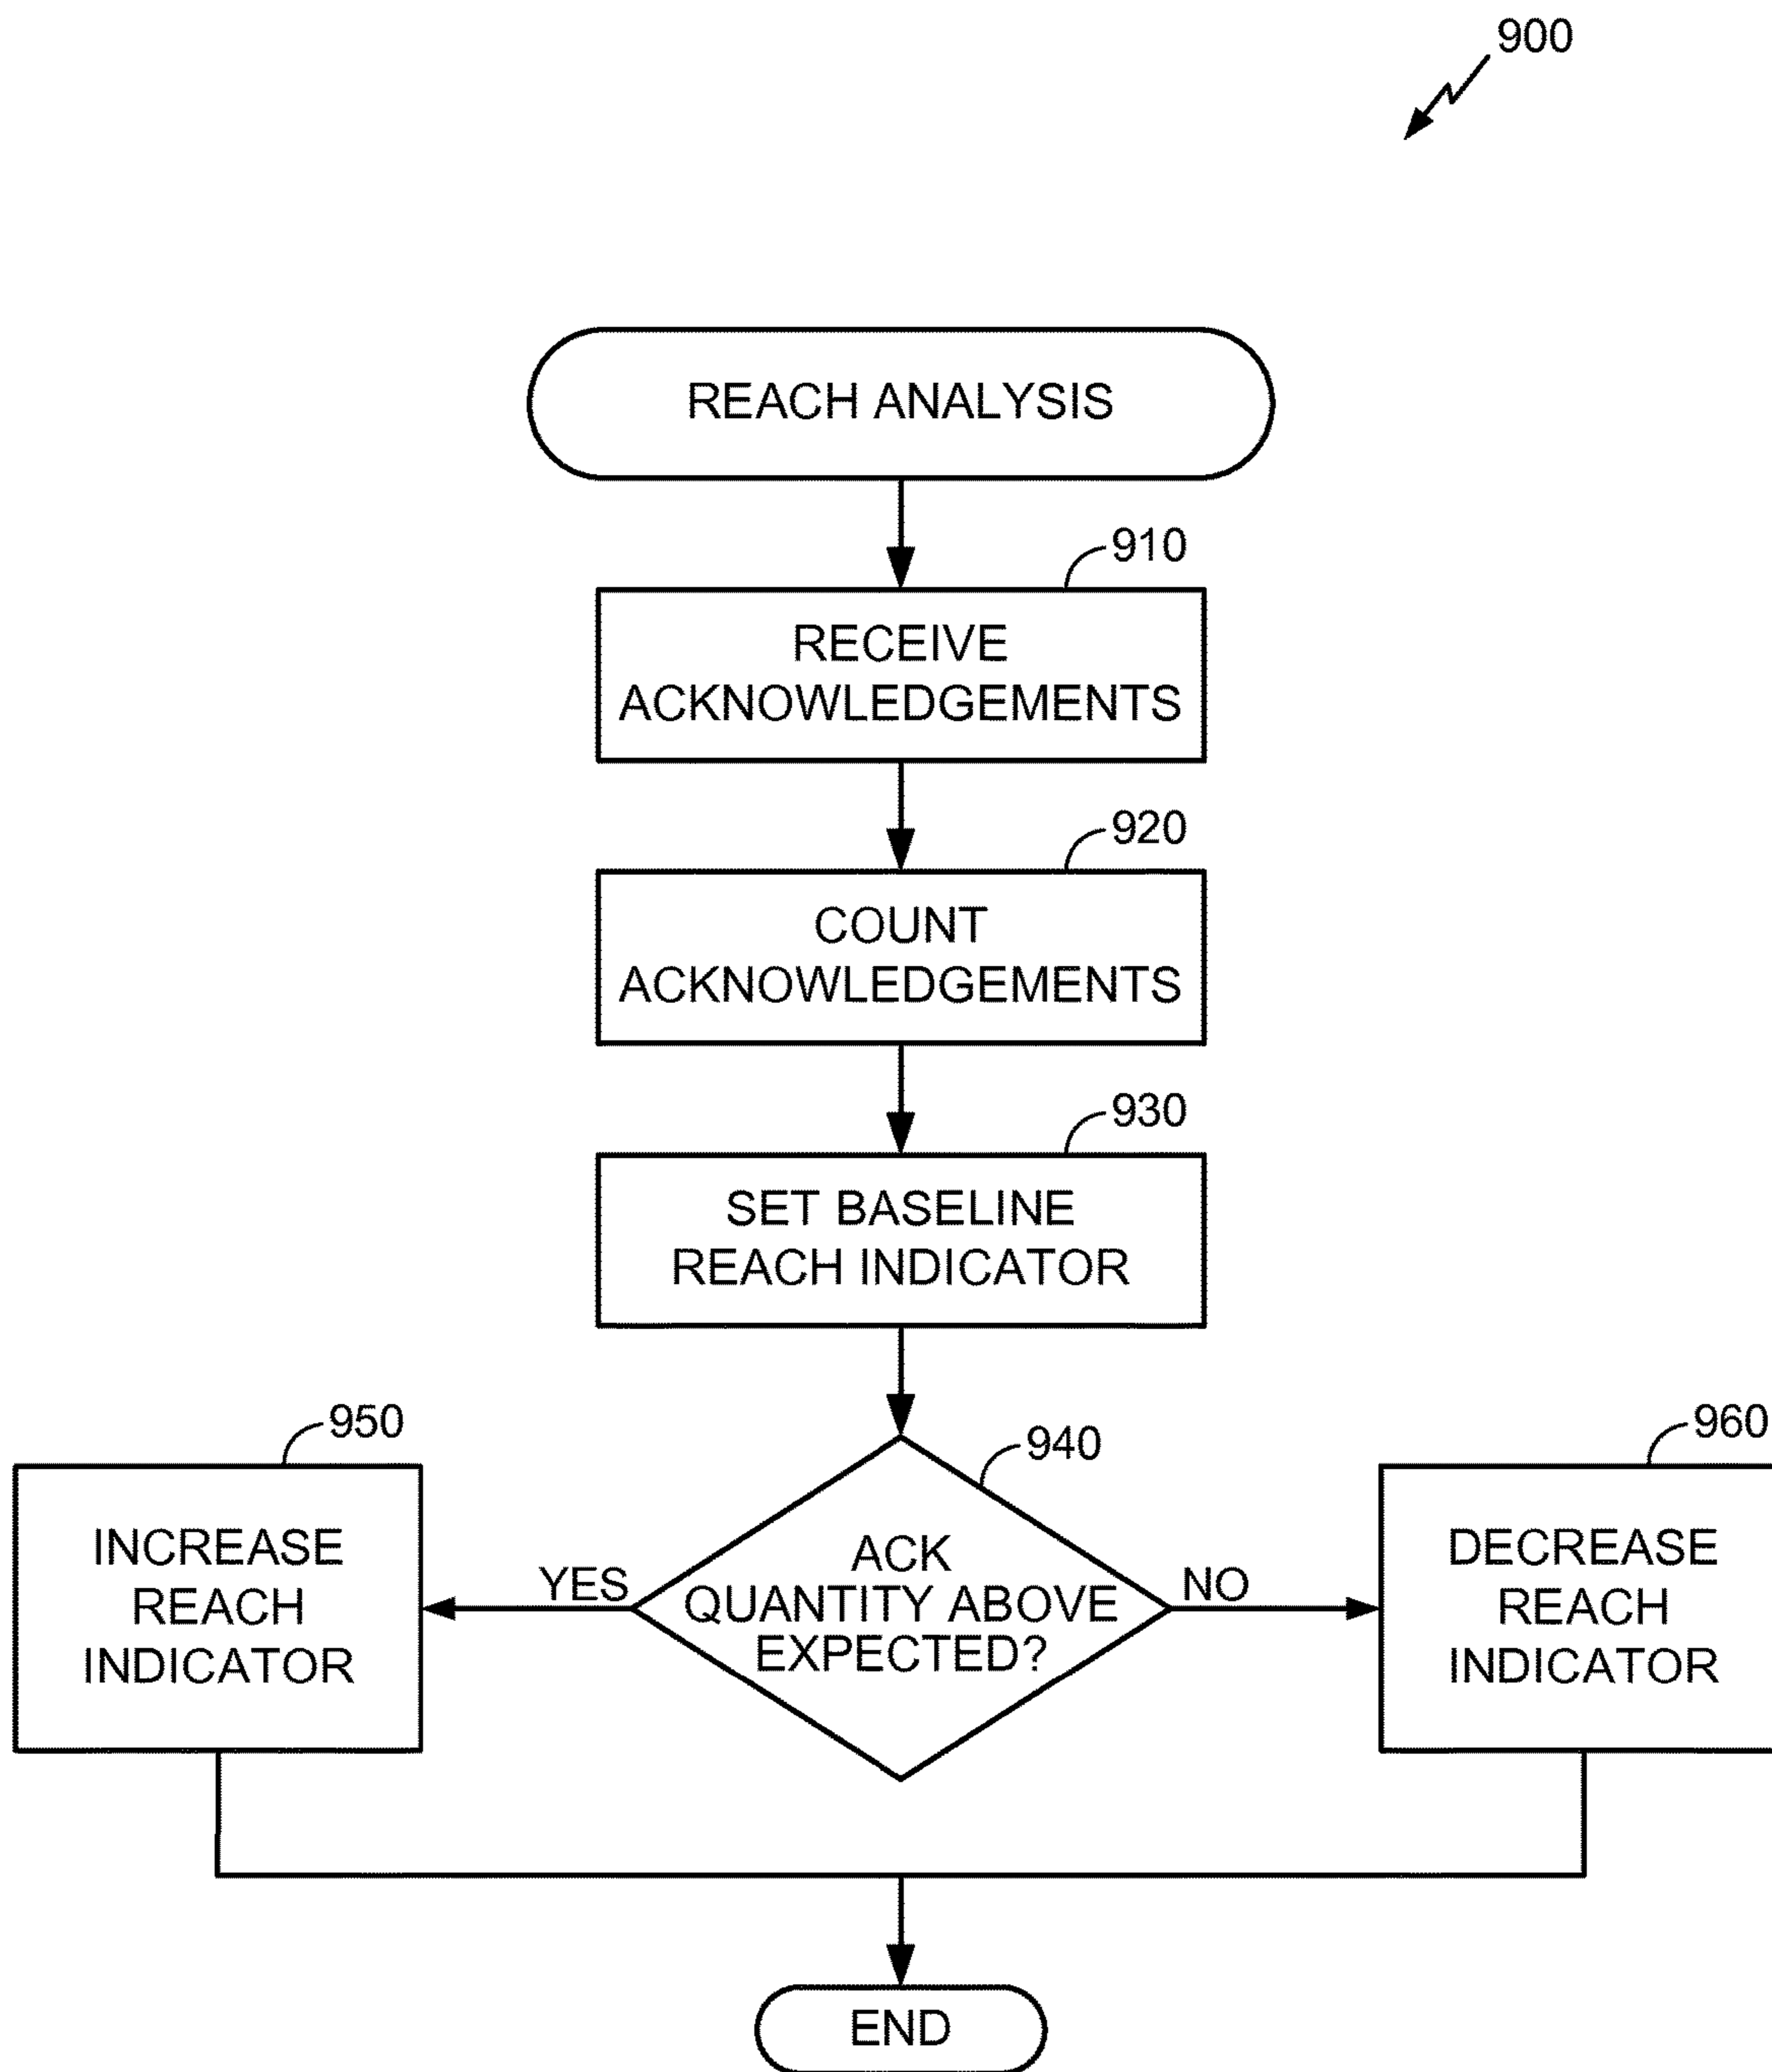 900
REACH ANALYSIS
910
RECEIVE
ACKNOWLEDGEMENTS
920
COUNT
ACKNOWLEDGEMENTS
930
SET BASELINE
REACH INDICATOR
940
ACK
QUANTITY ABOVE
EXPECTED?
YES
950
INCREASE
REACH
INDICATOR
NO
960
DECREASE
REACH
INDICATOR
END